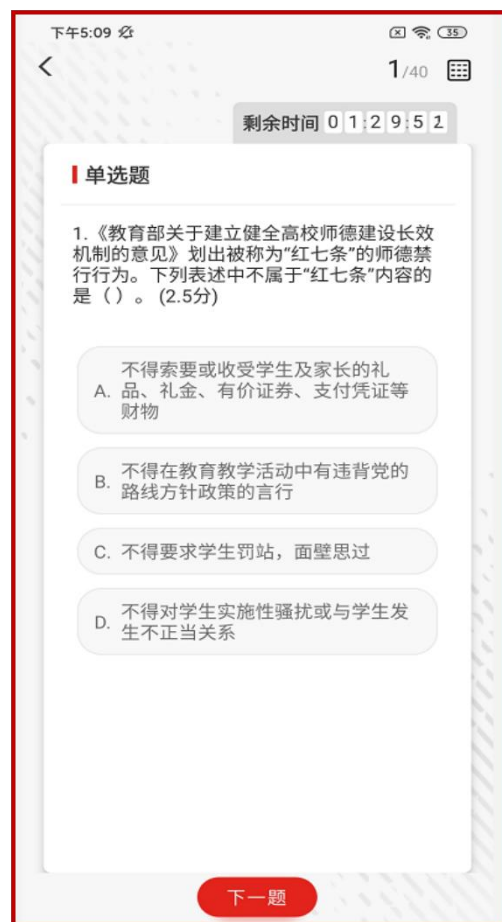 下午5:09
35
1/40
剩余时间 01:29:52
单选题
1.《教育部关于建立健全高校师德建设长效
机制的意见》划出被称为“红七条”的师德禁
行行为。下列表述中不属于“红七条”内容的
是（ ）。 (2.5分)
不得索要或收受学生及家长的礼
A. 品、礼金、有价证券、支付凭证等
财物
B. 不得在教育教学活动中有违背党的
路线方针政策的言行
C. 不得要求学生罚站，面壁思过
D. 不得对学生实施性骚扰或与学生发
生不正当关系
下一题